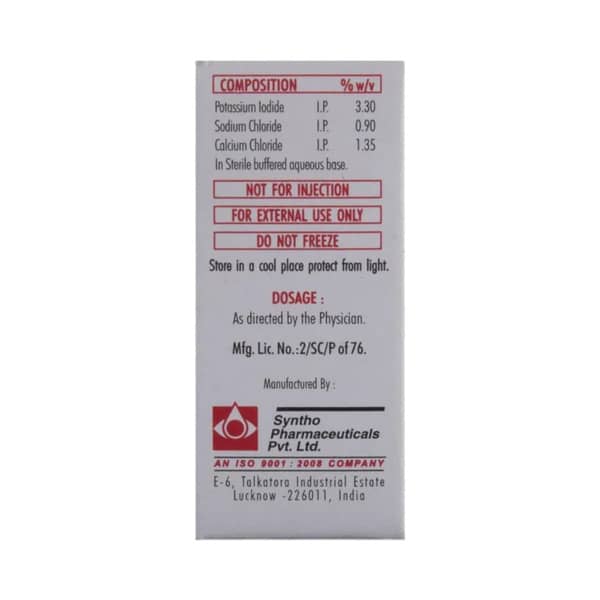 COMPOSITION % w/v
Potassium Iodide I.P. 3.30
Sodium Chloride I.P. 0.90
Calcium Chloride I.P. 1.35
In Sterile buffered aqueous base.
NOT FOR INJECTION
FOR EXTERNAL USE ONLY
DO NOT FREEZE
Store in a cool place protect from light.
DOSAGE :
As directed by the Physician.
Mfg. Lic. No.:2/SC/P of 76.
Manufactured By :
Syntho
Pharmaceuticals
Pvt. Ltd.
AN ISO 9001 : 2008 COMPANY
E-6, Talkatora Industrial Estate
Lucknow -226011, India